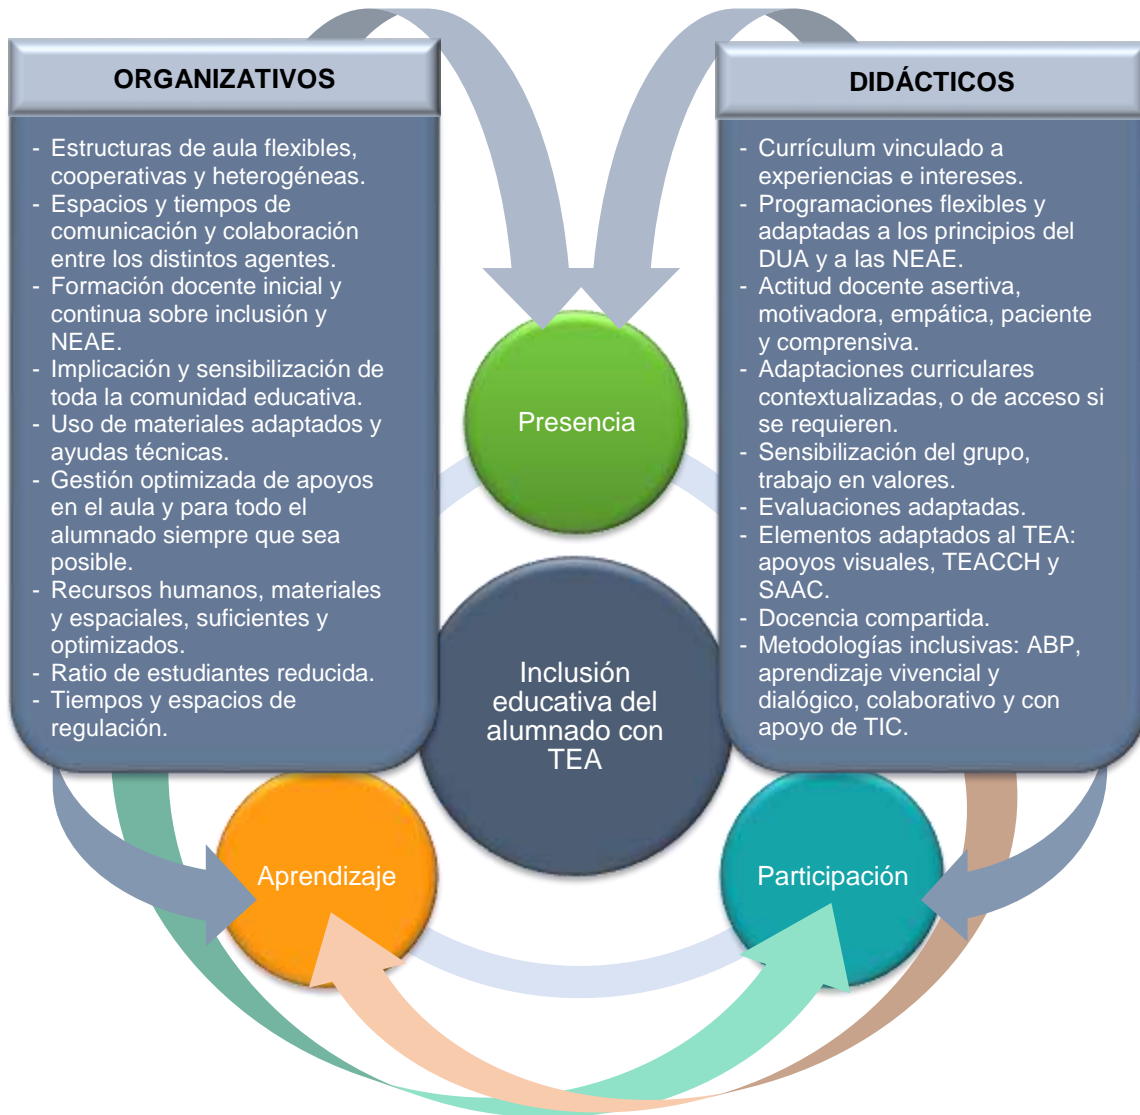 ORGANIZATIVOS
- Estructuras de aula flexibles,
cooperativas y heterogéneas.
- Espacios y tiempos de
comunicación y colaboración
entre los distintos agentes.
- Formación docente inicial y
continua sobre inclusión y
NEAE.
- Implicación y sensibilización de
toda la comunidad educativa.
- Uso de materiales adaptados y
ayudas técnicas.
- Gestión optimizada de apoyos
en el aula y para todo el
alumnado siempre que sea
posible.
- Recursos humanos, materiales
y espaciales, suficientes y
optimizados.
- Ratio de estudiantes reducida.
- Tiempos y espacios de
regulación.
DIDÁCTICOS
- Currículum vinculado a
experiencias e intereses.
- Programaciones flexibles y
adaptadas a los principios del
DUA y a las NEAE.
- Actitud docente asertiva,
motivadora, empática, paciente
y comprensiva.
- Adaptaciones curriculares
contextualizadas, o de acceso si
se requieren.
- Sensibilización del grupo,
trabajo en valores.
- Evaluaciones adaptadas.
- Elementos adaptados al TEA:
apoyos visuales, TEACCH y
SAAC.
- Docencia compartida.
- Metodologías inclusivas: ABP,
aprendizaje vivencial y
dialógico, colaborativo y con
apoyo de TIC.
Presencia
Inclusión
educativa del
alumnado con
TEA
Aprendizaje
Participación